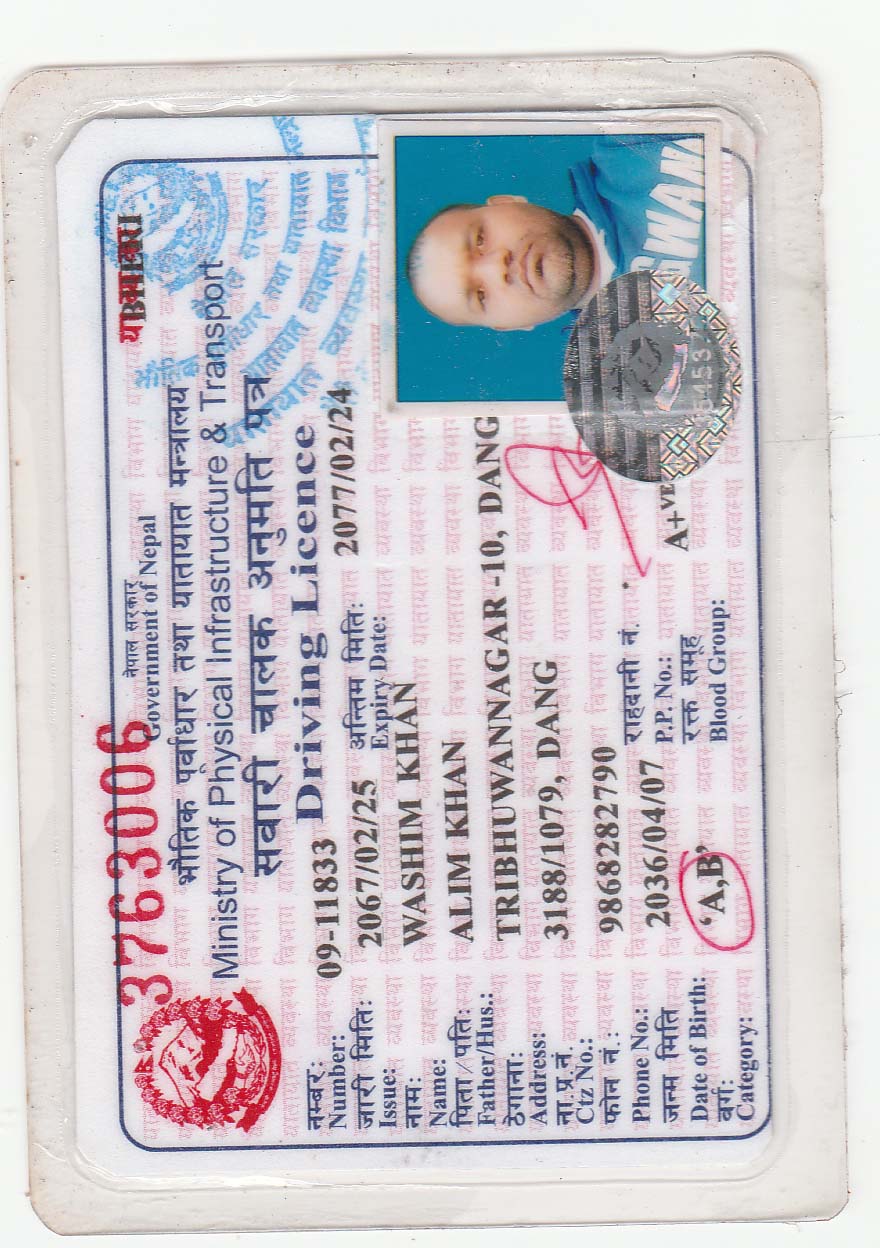 3763006
BHERI
नेपाल सरकार
Government of Nepal
भौतिक पूर्वाधार तथा यातायात मन्त्रालय
Ministry of Physical Infrastructure & Transport
सवारी चालक अनुमति पत्र
Driving Licence
नम्बर:
Number: 09-11833
जारी मिति: अन्तिम मिति:
Issue: 2067/02/25 Expiry Date: 2077/02/24
नाम:
Name: WASHIM KHAN
पिता/पति:
Father/Hus.: ALIM KHAN
ठेगाना:
Address: TRIBHUWANNAGAR -10, DANG
ना.प्र.नं.
Ctz No.: 3188/1079, DANG
फोन नं.: राहदानी नं.
Phone No.: 9868282790 P.P. No.:
जन्म मिति रक्त समूह
Date of Birth: 2036/04/07 Blood Group: A+VE
वर्ग:
Category: 'A,B'
GWANA